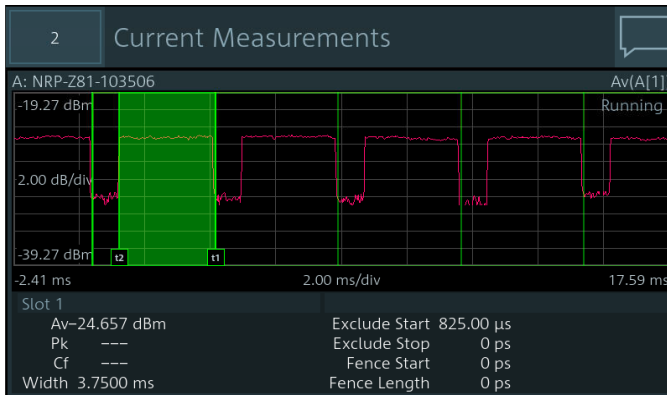 2 Current Measurements
A: NRP-Z81-103506 Av(A[1])
-19.27 dBm Running
2.00 dB/div
-39.27 dBm t2 t1
-2.41 ms 2.00 ms/div 17.59 ms
Slot 1
Av−24.657 dBm Exclude Start 825.00 µs
Pk --- Exclude Stop 0 ps
Cf --- Fence Start 0 ps
Width 3.7500 ms Fence Length 0 ps